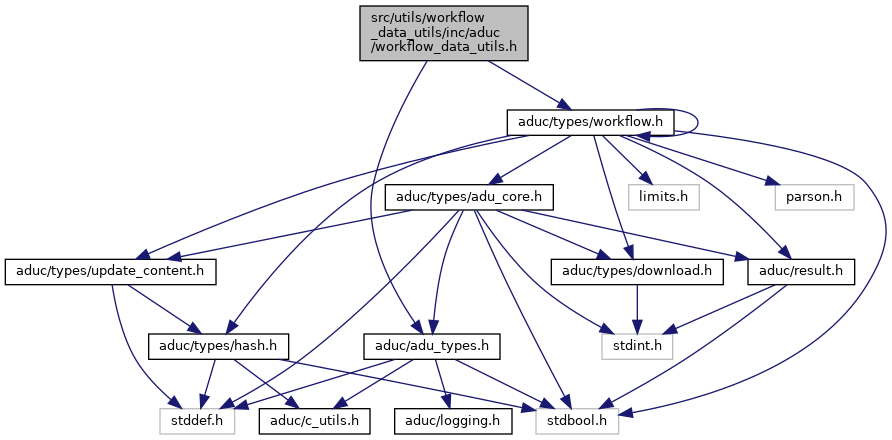 src/utils/workflow
_data_utils/inc/aduc
/workflow_data_utils.h
aduc/types/workflow.h
aduc/types/adu_core.h
limits.h
parson.h
aduc/types/update_content.h
aduc/types/download.h
aduc/result.h
aduc/types/hash.h
aduc/adu_types.h
stdint.h
stddef.h
aduc/c_utils.h
aduc/logging.h
stdbool.h